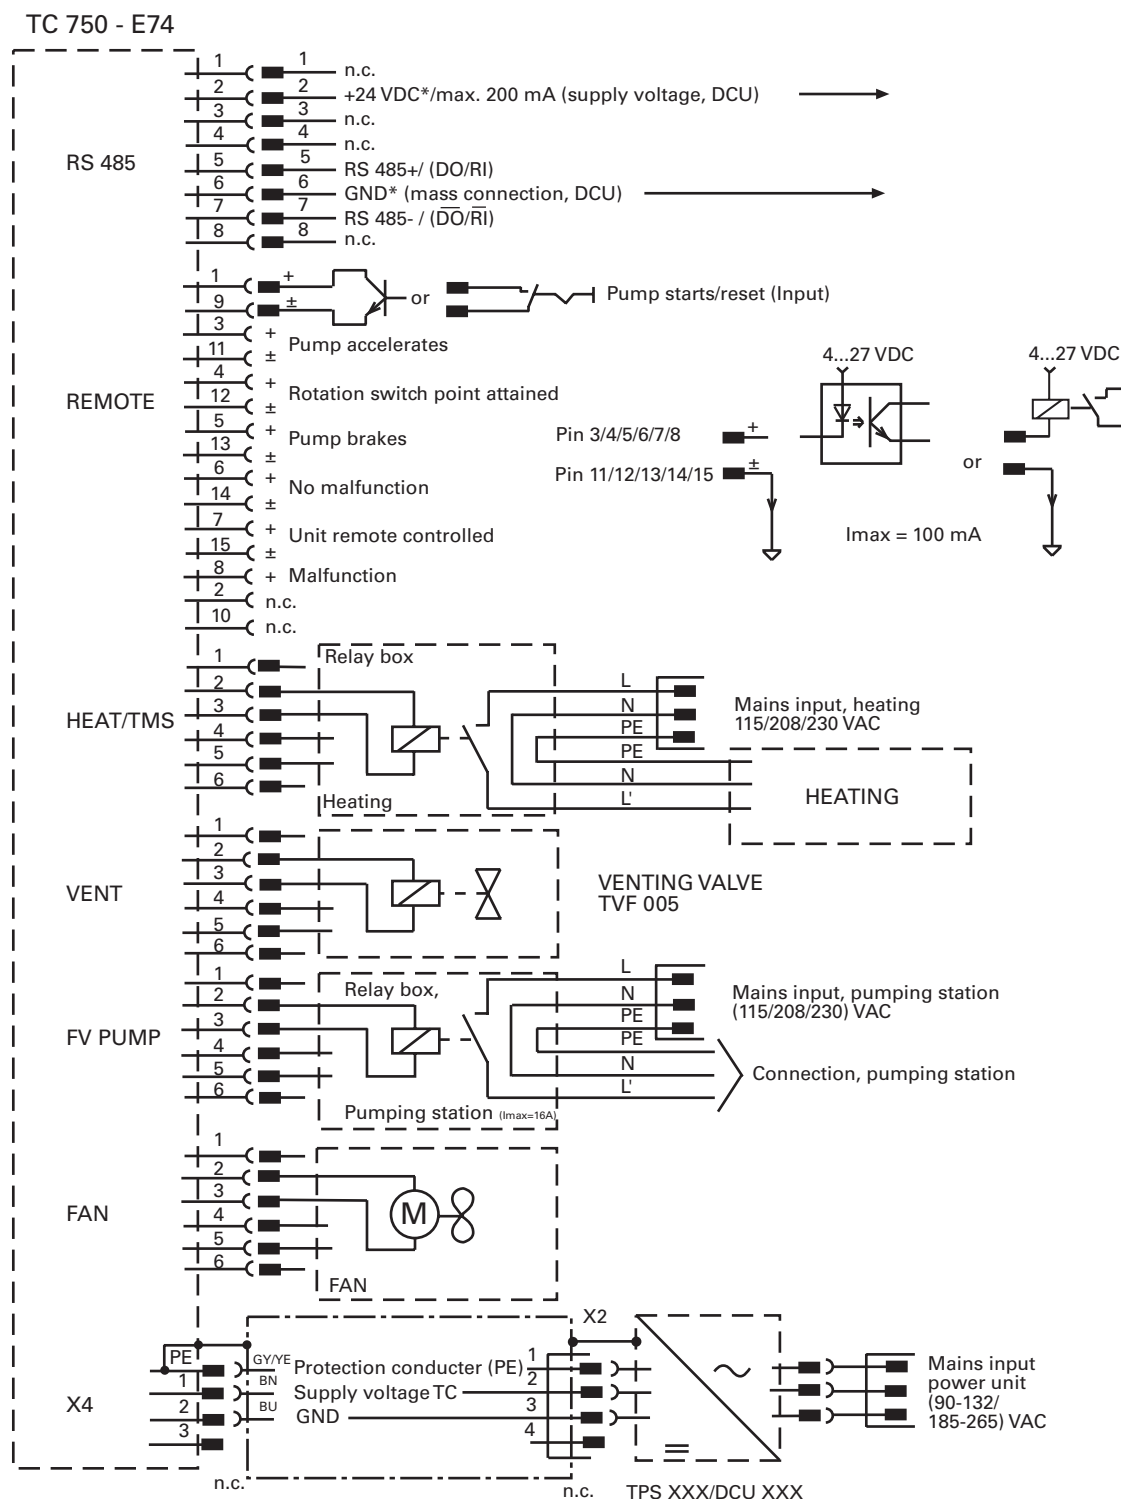 TC 750 - E74
RS 485
1 1 n.c.
2 2 +24 VDC*/max. 200 mA (supply voltage, DCU)
3 3 n.c.
4 4 n.c.
5 5 RS 485+/ (DO/RI)
6 6 GND* (mass connection, DCU)
7 7 RS 485- / (D̅O̅/R̅I̅)
8 8 n.c.
REMOTE
1 +
9 ±
or
Pump starts/reset (Input)
3 +
Pump accelerates
11 ±
4 +
Rotation switch point attained
12 ±
5 +
Pump brakes
13 ±
6 +
No malfunction
14 ±
7 +
Unit remote controlled
15 ±
8 + Malfunction
2 n.c.
10 n.c.
4...27 VDC
4...27 VDC
Pin 3/4/5/6/7/8 +
Pin 11/12/13/14/15 ±
or
Imax = 100 mA
HEAT/TMS
1
2
3
4
5
6
Relay box
Heating
L
N
PE
PE
N
L'
Mains input, heating
115/208/230 VAC
HEATING
VENT
1
2
3
4
5
6
VENTING VALVE
TVF 005
FV PUMP
1
2
3
4
5
6
Relay box,
Pumping station (Imax=16A)
L
N
PE
PE
N
L'
Mains input, pumping station
(115/208/230) VAC
Connection, pumping station
FAN
1
2
3
4
5
6
M
FAN
X4
PE
1
2
3
n.c.
GY/YE
BN
BU
Protection conducter (PE)
Supply voltage TC
GND
X2
1
2
3
4
n.c.
TPS XXX/DCU XXX
Mains input
power unit
(90-132/
185-265) VAC